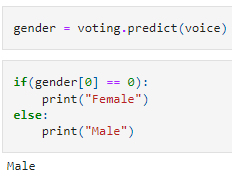 gender = voting.predict(voice)
if(gender[0] == 0):
    print("Female")
else:
    print("Male")
Male